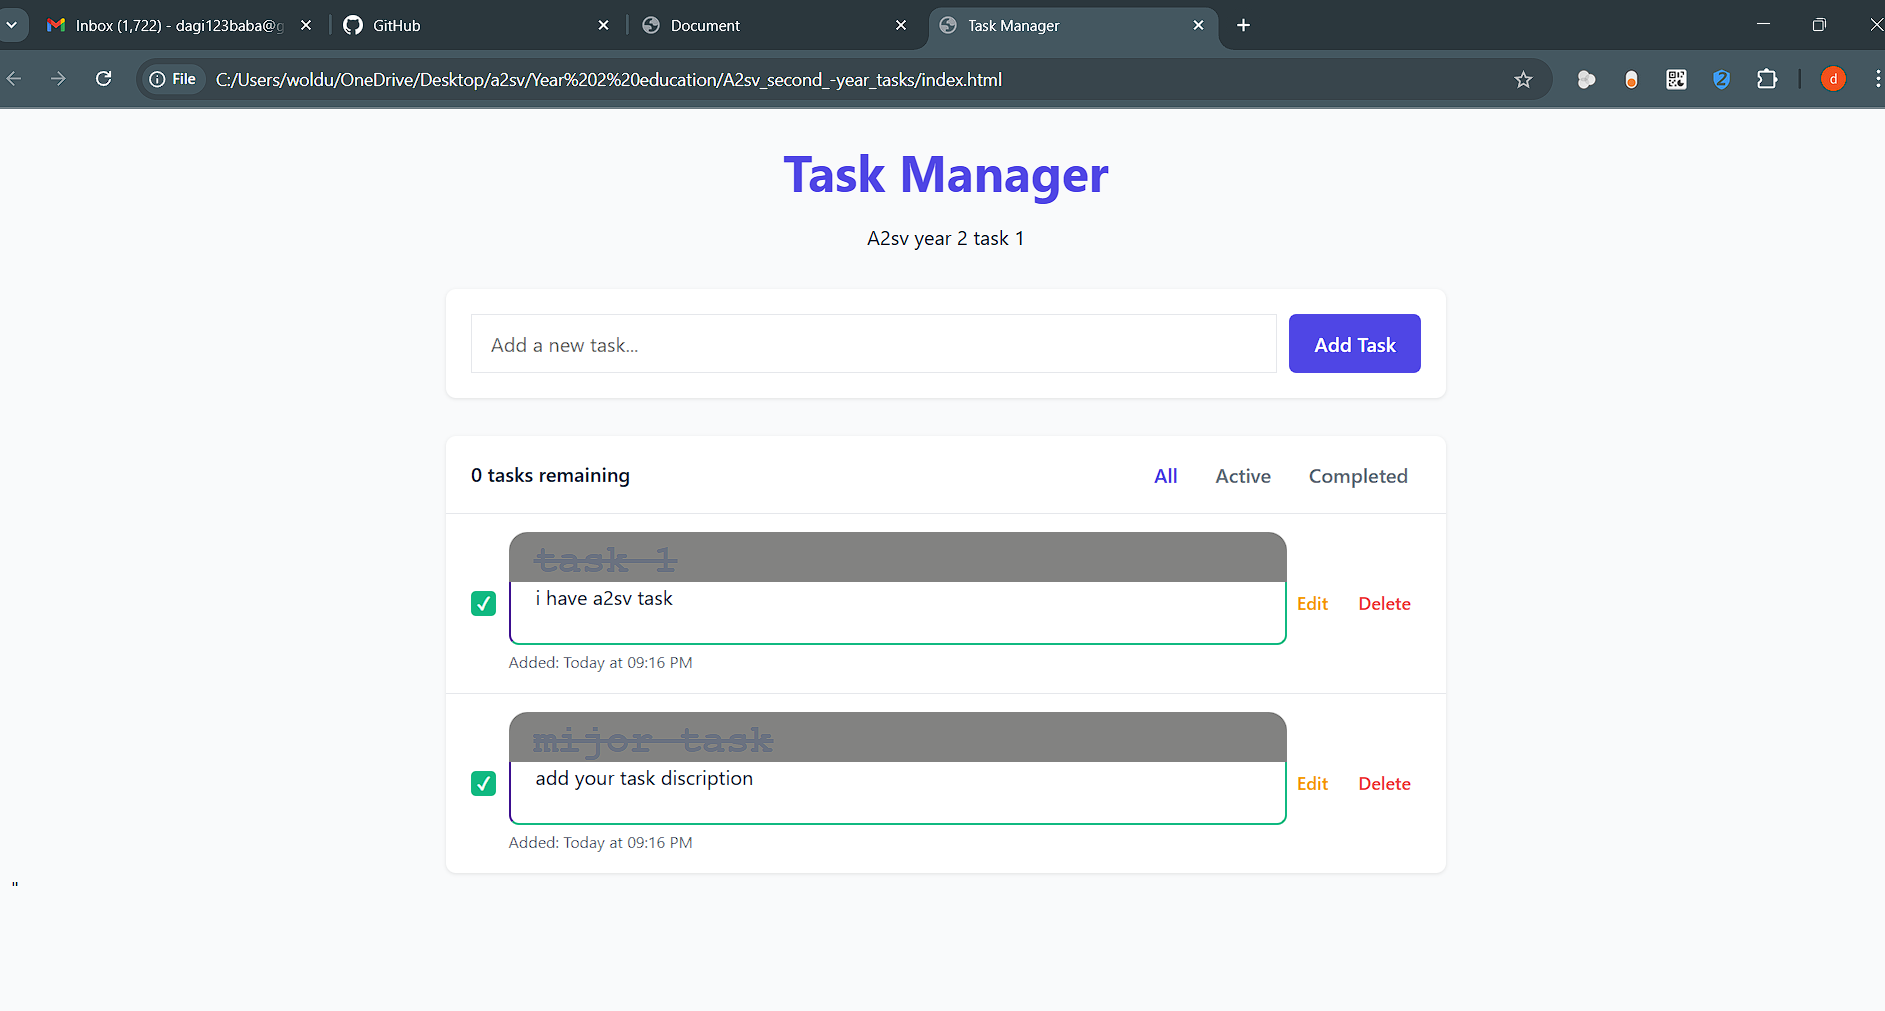 Inbox (1,722) - dagi123baba@g
GitHub
Document
Task Manager
File
C:/Users/woldu/OneDrive/Desktop/a2sv/Year%202%20education/A2sv_second_-year_tasks/index.html
d
Task Manager
A2sv year 2 task 1
Add a new task...
Add Task
0 tasks remaining
All
Active
Completed
task 1
i have a2sv task
Edit
Delete
Added: Today at 09:16 PM
mijor task
add your task discription
Edit
Delete
Added: Today at 09:16 PM
"